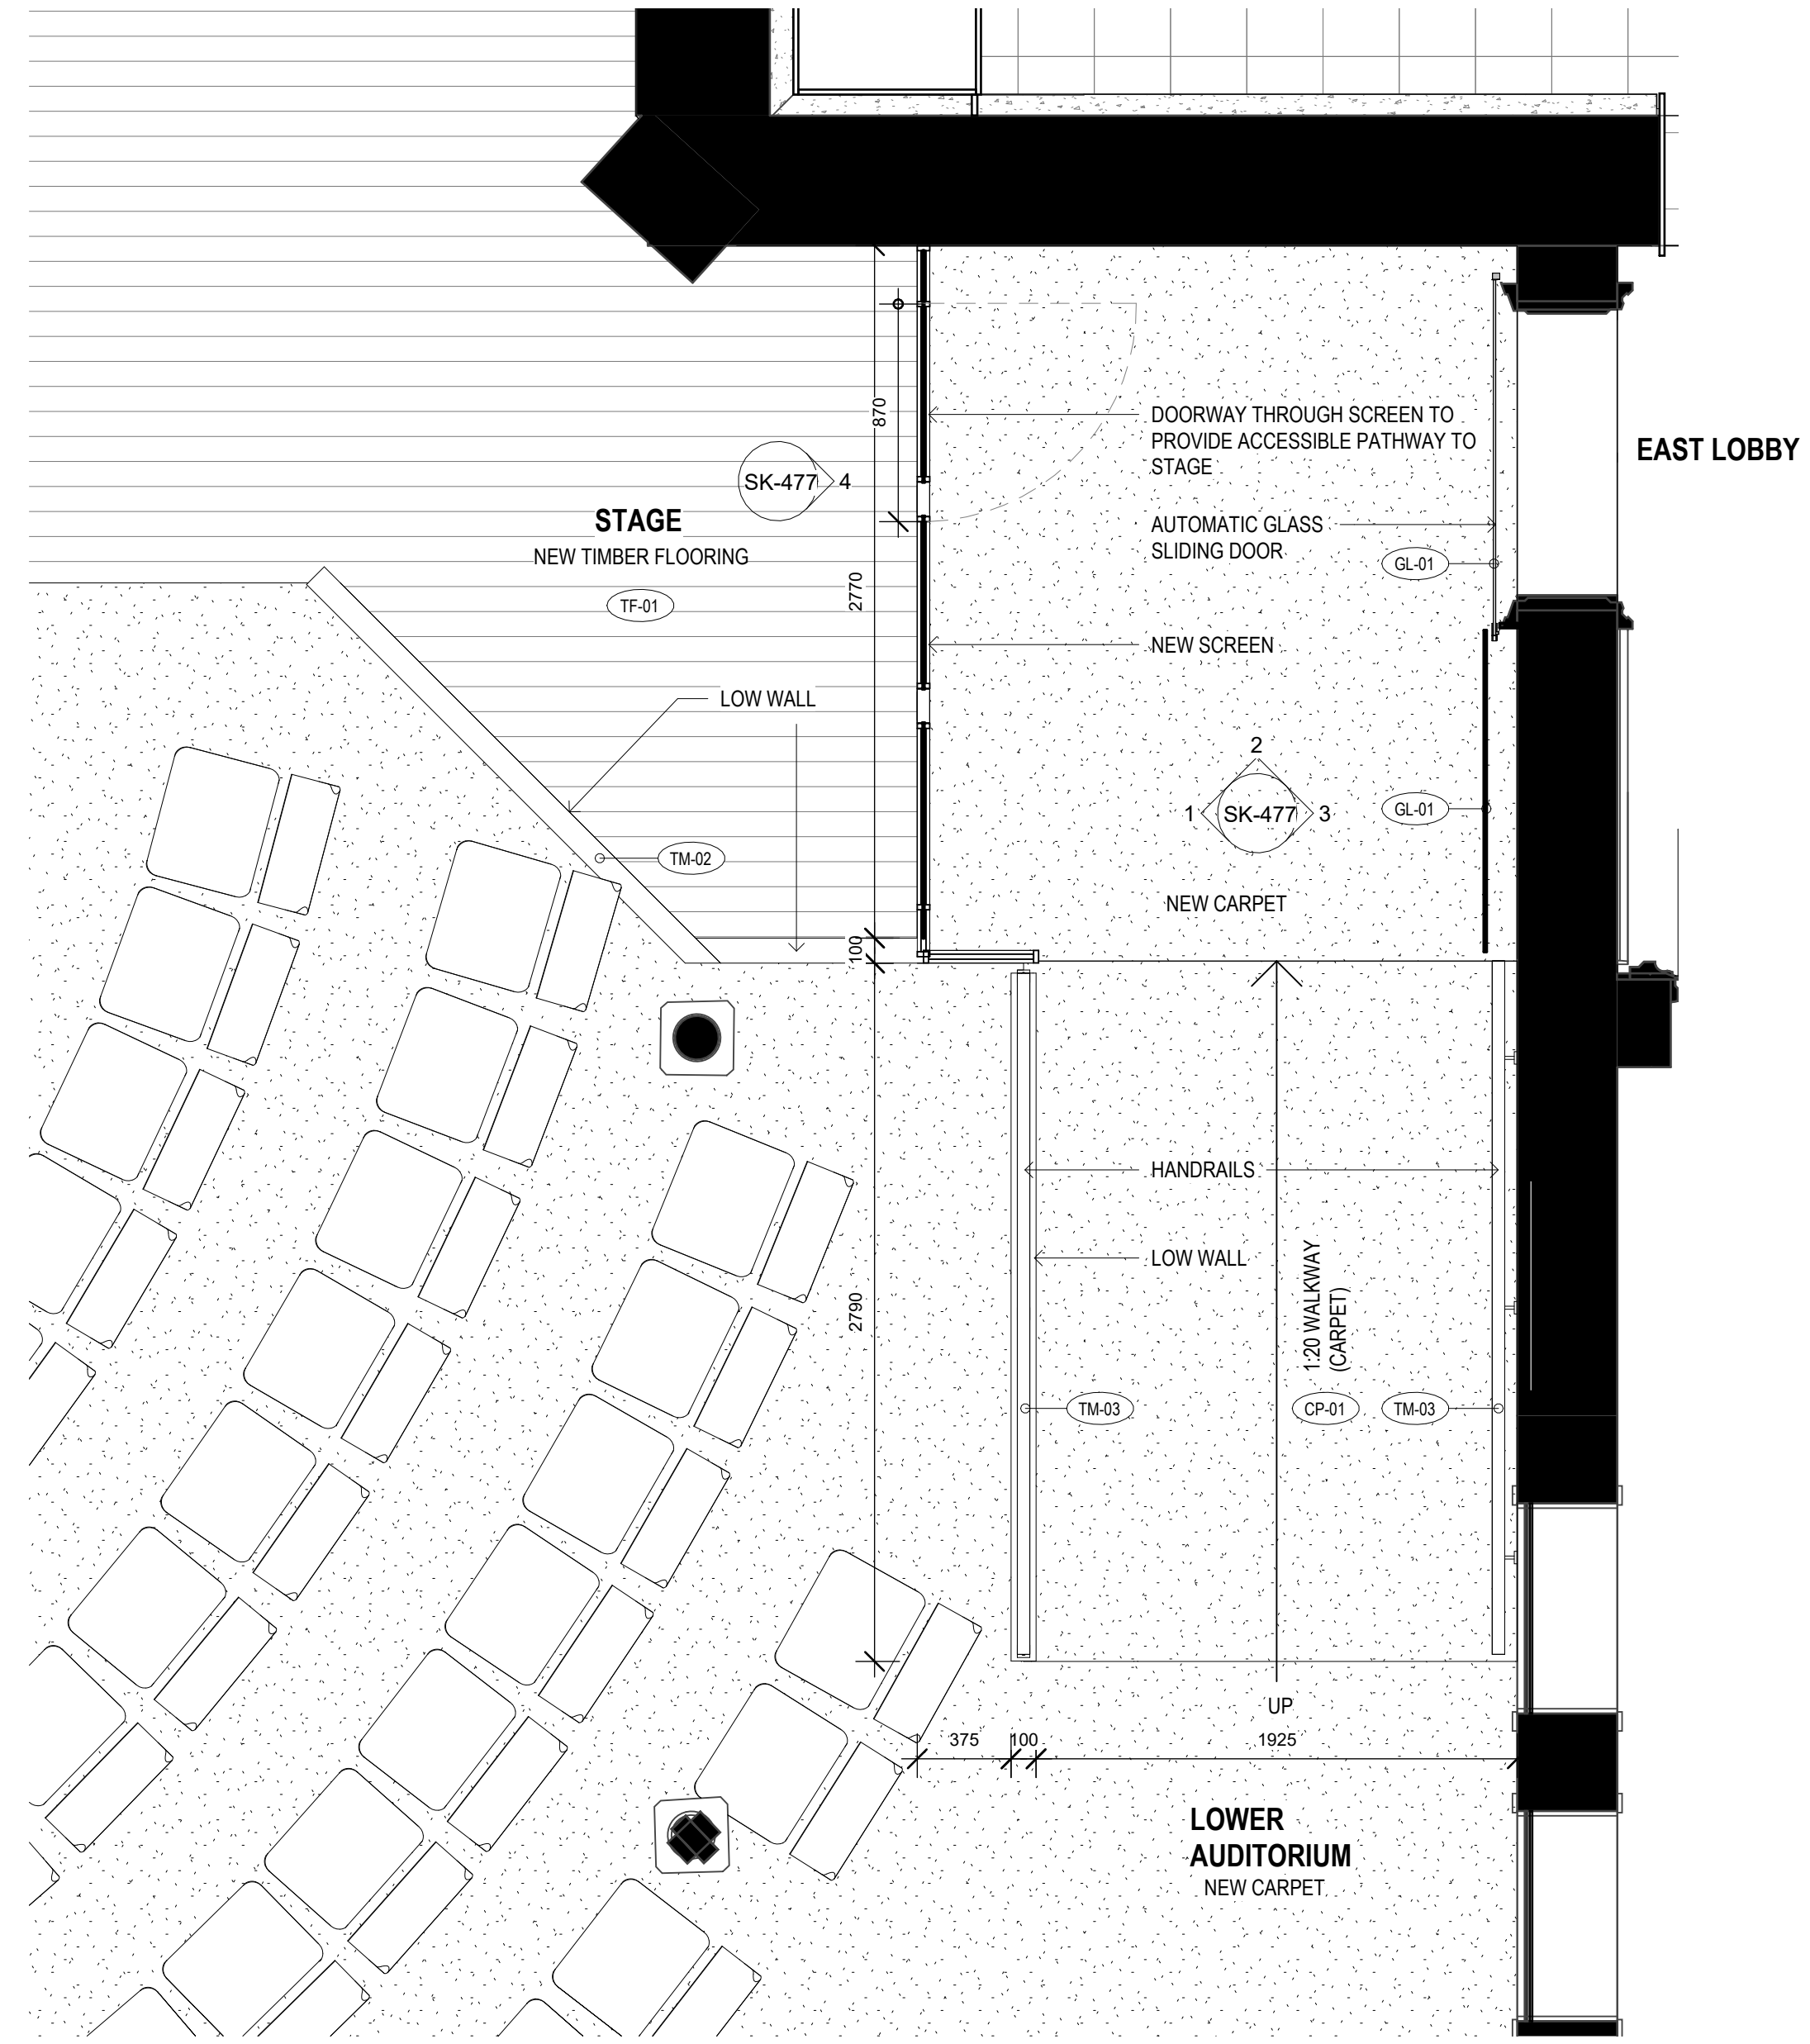 DOORWAY THROUGH SCREEN TO
PROVIDE ACCESSIBLE PATHWAY TO
STAGE
EAST LOBBY
870
SK-477
4
STAGE
NEW TIMBER FLOORING
TF-01
AUTOMATIC GLASS
SLIDING DOOR
GL-01
2770
NEW SCREEN
LOW WALL
2
1
SK-477
3
GL-01
TM-02
NEW CARPET
100
HANDRAILS
LOW WALL
1:20 WALKWAY
(CARPET)
2790
TM-03
CP-01
TM-03
UP
375
100
1925
LOWER
AUDITORIUM
NEW CARPET